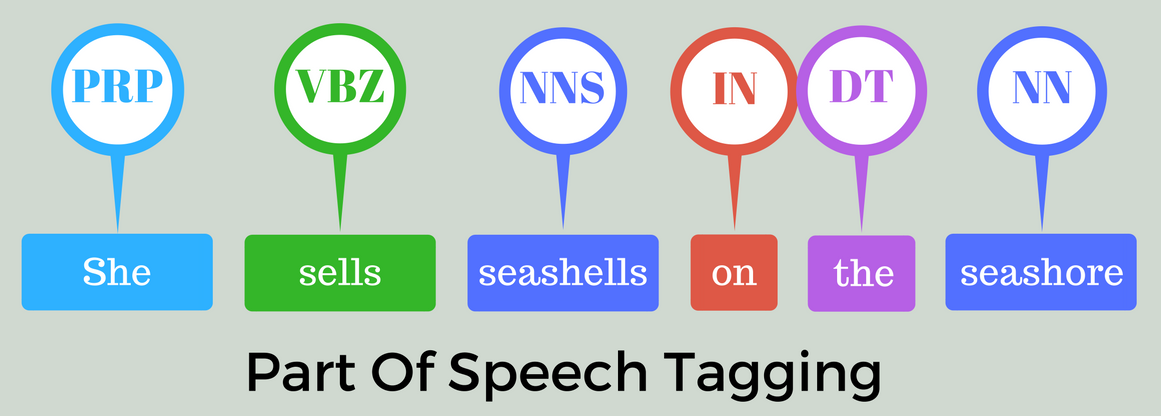 PRP VBZ NNS IN DT NN
She sells seashells on the seashore
Part Of Speech Tagging